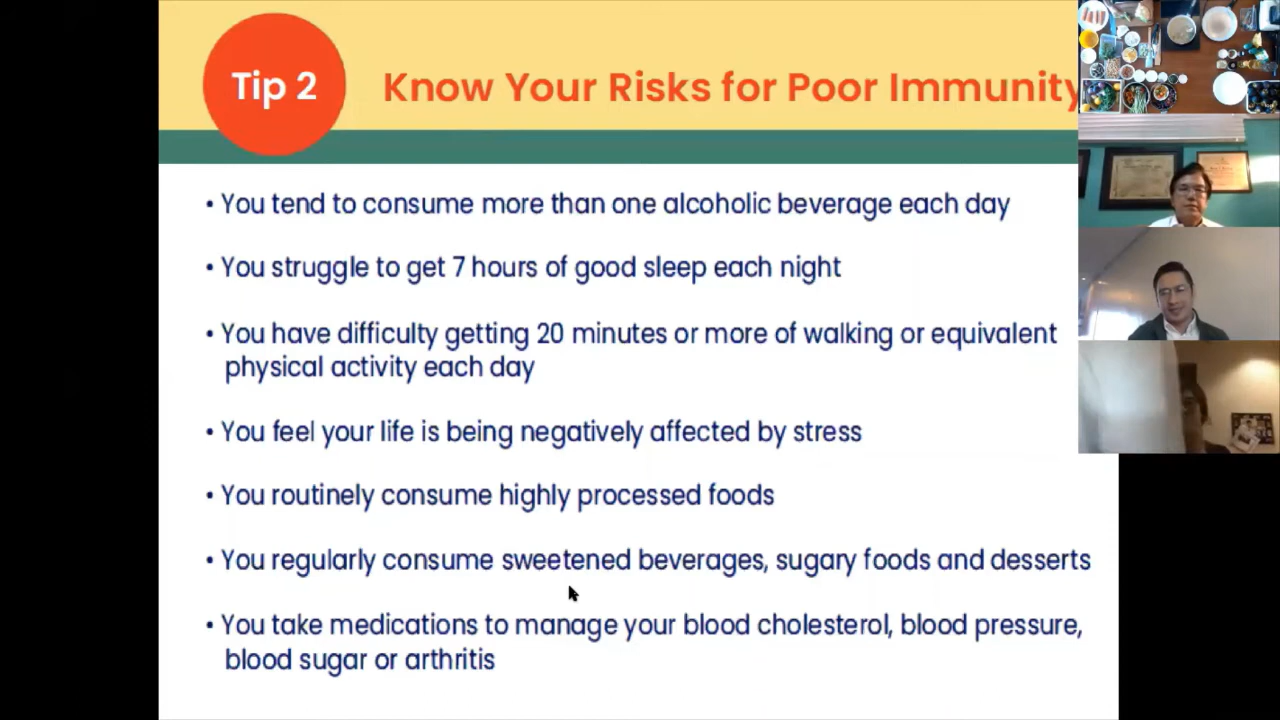 Tip 2
Know Your Risks for Poor Immunity
• You tend to consume more than one alcoholic beverage each day
• You struggle to get 7 hours of good sleep each night
• You have difficulty getting 20 minutes or more of walking or equivalent
physical activity each day
• You feel your life is being negatively affected by stress
• You routinely consume highly processed foods
• You regularly consume sweetened beverages, sugary foods and desserts
• You take medications to manage your blood cholesterol, blood pressure,
blood sugar or arthritis